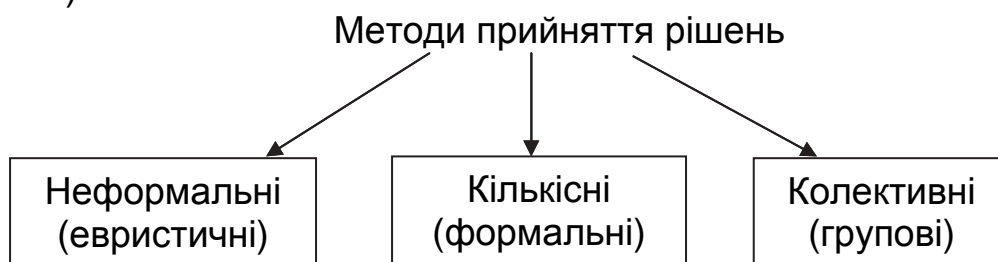 )
Методи прийняття рішень
Неформальні
(евристичні)
Кількісні
(формальні)
Колективні
(групові)